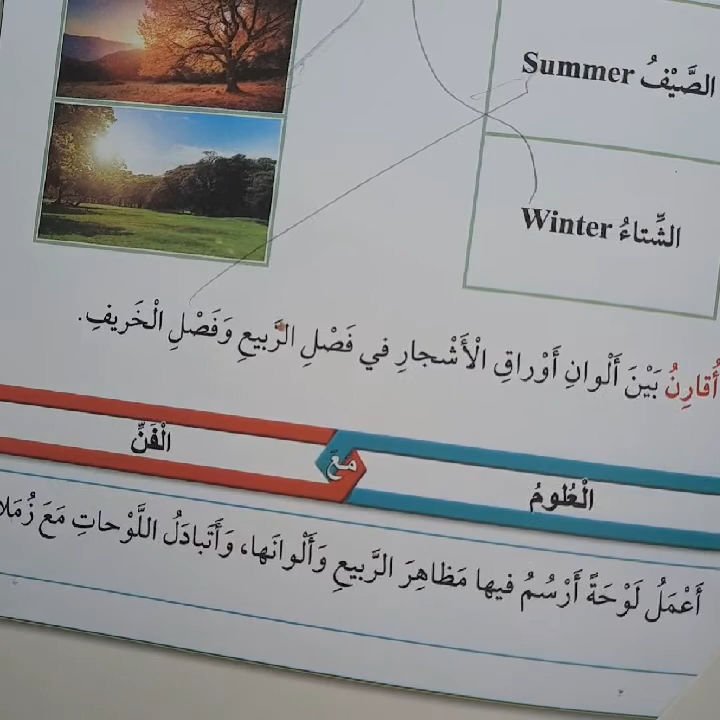 الصَّيْفُ Summer
الشِّتاءُ Winter
أُقارِنُ بَيْنَ أَلْوانِ أَوْراقِ الْأَشْجارِ في فَصْلِ الرَّبيعِ وَفَصْلِ الْخَريفِ.
الْعُلومُ مَعَ الْفَنِّ
أَعْمَلُ لَوْحَةً أَرْسُمُ فيها مَظاهِرَ الرَّبيعِ وَأَلْوانَها، وَأَتَبادَلُ اللَّوْحاتِ مَعَ